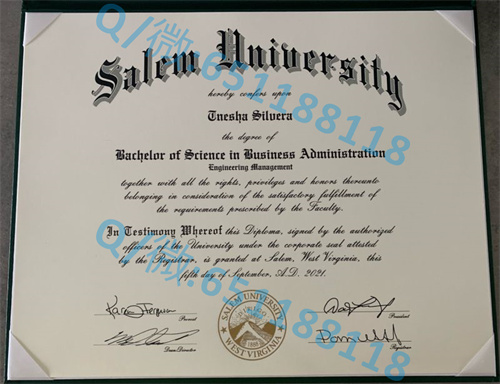 Salem University
hereby confers upon
Tnesha Silvera
the degree of
Bachelor of Science in Business Administration
Engineering Management
together with all the rights, privileges and honors thereunto
belonging in consideration of the satisfactory fulfillment of
the requirements prescribed by the Faculty.
In Testimony Whereof this Diploma, signed by the authorized
officers of the University under the corporate seal attested
by the Registrar, is granted at Salem, West Virginia, this
fifth day of September, A.D. 2021.
Provost
President
Dean/Director
Registrar
SALEM UNIVERSITY
WEST VIRGINIA
Q/微:651188118
Q/微:651188118